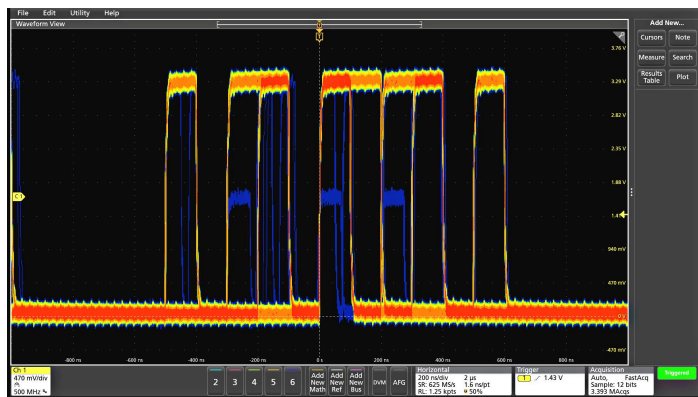 File Edit Utility Help
Waveform View
Add New...
Cursors Note
Measure Search
Results Table Plot
3.76 V
3.29 V
2.82 V
2.35 V
1.88 V
1.41 V
940 mV
470 mV
0 V
-470 mV
C 1
-800 ns -600 ns -400 ns -200 ns 0 s 200 ns 400 ns 600 ns 800 ns
Ch 1
470 mV/div
500 MHz
2 3 4 5 6
Add New Math
Add New Ref
Add New Bus
DVM AFG
Horizontal
200 ns/div 2 µs
SR: 625 MS/s 1.6 ns/pt
RL: 1.25 kpts 50%
Trigger
1 1.43 V
Acquisition
Auto, FastAcq
Sample: 12 bits
3.393 MAcqs
Triggered